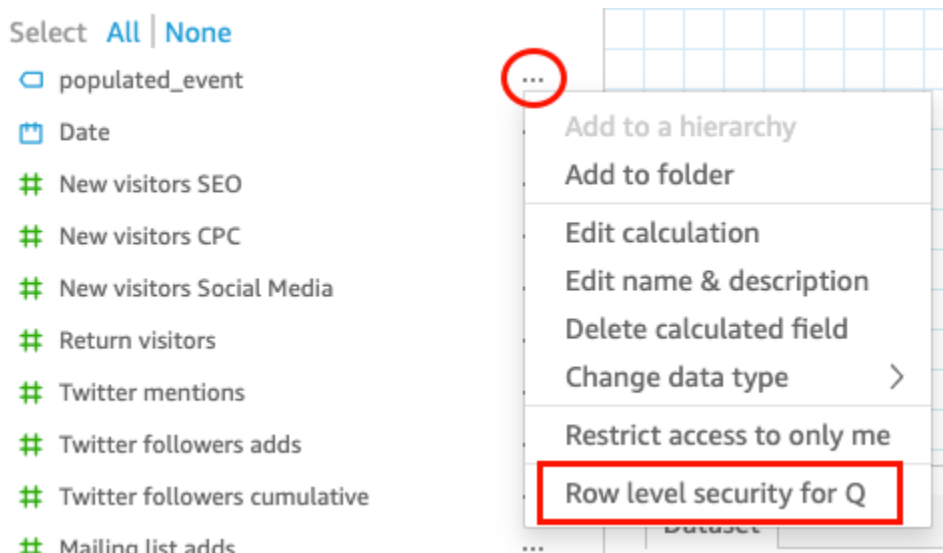 Select All | None
populated_event
...
Date
New visitors SEO
New visitors CPC
New visitors Social Media
Return visitors
Twitter mentions
Twitter followers adds
Twitter followers cumulative
Mailing list adds
...
Add to a hierarchy
Add to folder
Edit calculation
Edit name & description
Delete calculated field
Change data type
Restrict access to only me
Row level security for Q
Dataset